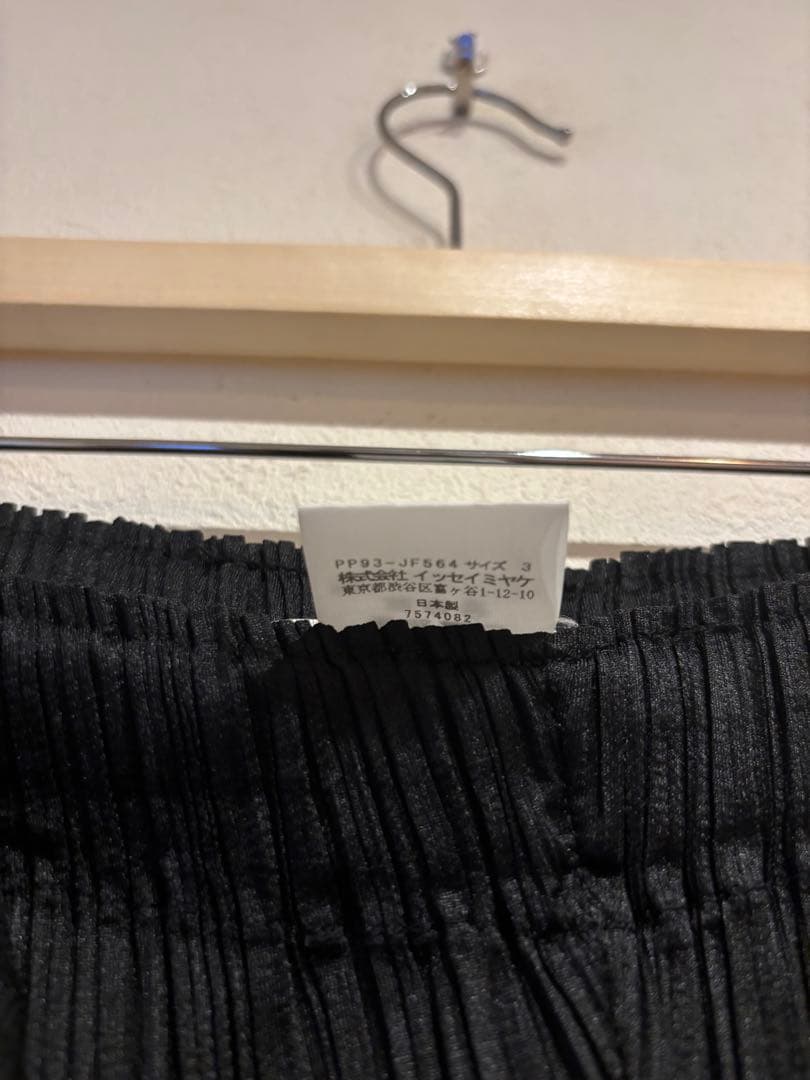 PP93-JF564 サイズ 3
株式会社 イッセイミヤケ
東京都渋谷区富ヶ谷1-12-10
日本製
7574082